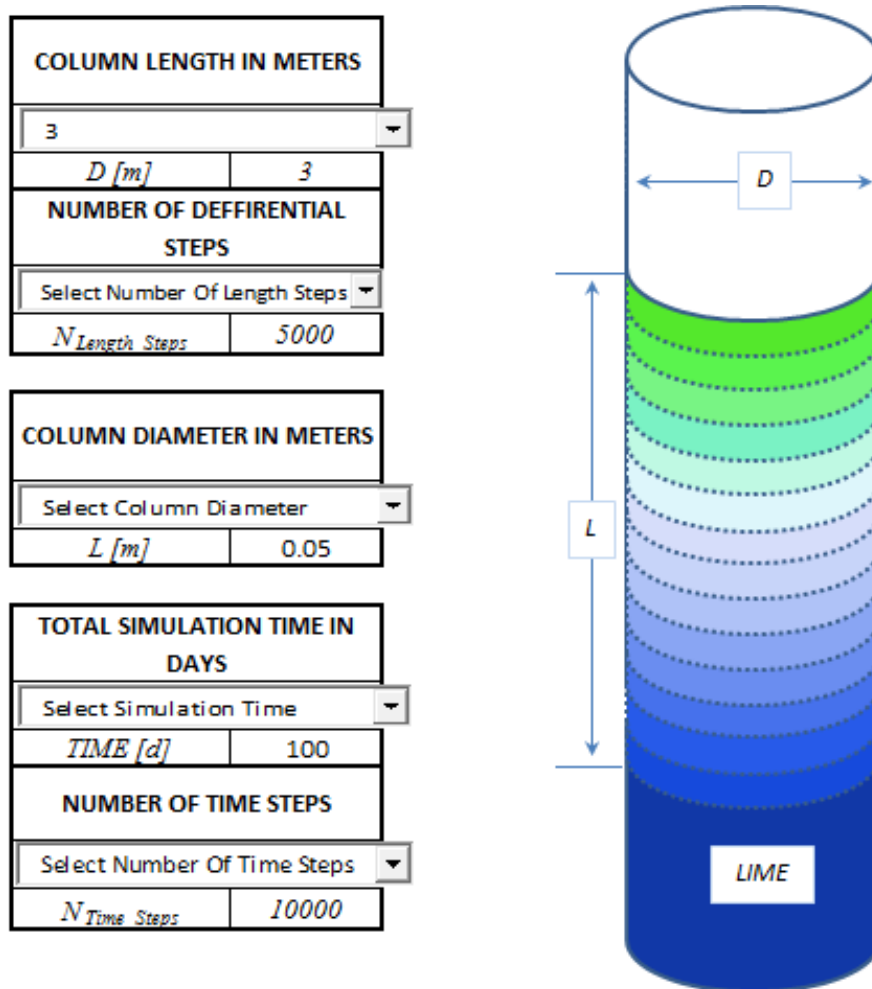 COLUMN LENGTH IN METERS
3
D [m] 3
NUMBER OF DEFFIRENTIAL
STEPS
Select Number Of Length Steps
N Length Steps 5000
COLUMN DIAMETER IN METERS
Select Column Diameter
L [m] 0.05
TOTAL SIMULATION TIME IN
DAYS
Select Simulation Time
TIME [d] 100
NUMBER OF TIME STEPS
Select Number Of Time Steps
N Time Steps 10000
D
L
LIME